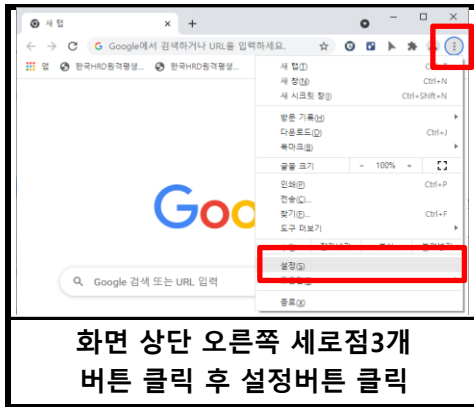 새 탭
Google에서 검색하거나 URL을 입력하세요.
앱 한국HRD원격평생... 한국HRD원격평생...
새 탭(T)
새 창(N) Ctrl+N
새 시크릿 창(I) Ctrl+Shift+N
방문 기록(H)
다운로드(D) Ctrl+J
북마크(B)
글꼴 크기 - 100% +
인쇄(P) Ctrl+P
전송(C)...
찾기(F)... Ctrl+F
도구 더보기
설정(S)
종료(X)
Goo
Google 검색 또는 URL 입력
화면 상단 오른쪽 세로점3개
버튼 클릭 후 설정버튼 클릭